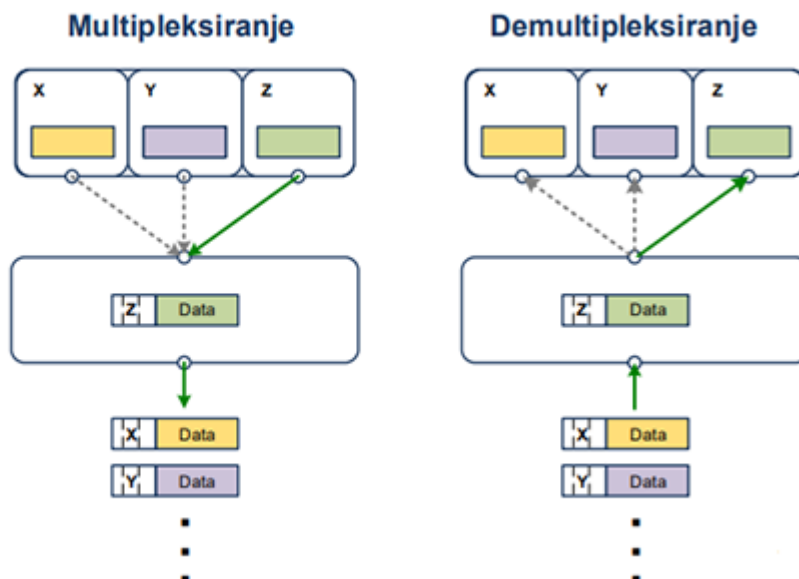 Multipleksiranje
X Y Z
Z Data
X Data
Y Data
Demultipleksiranje
X Y Z
Z Data
X Data
Y Data